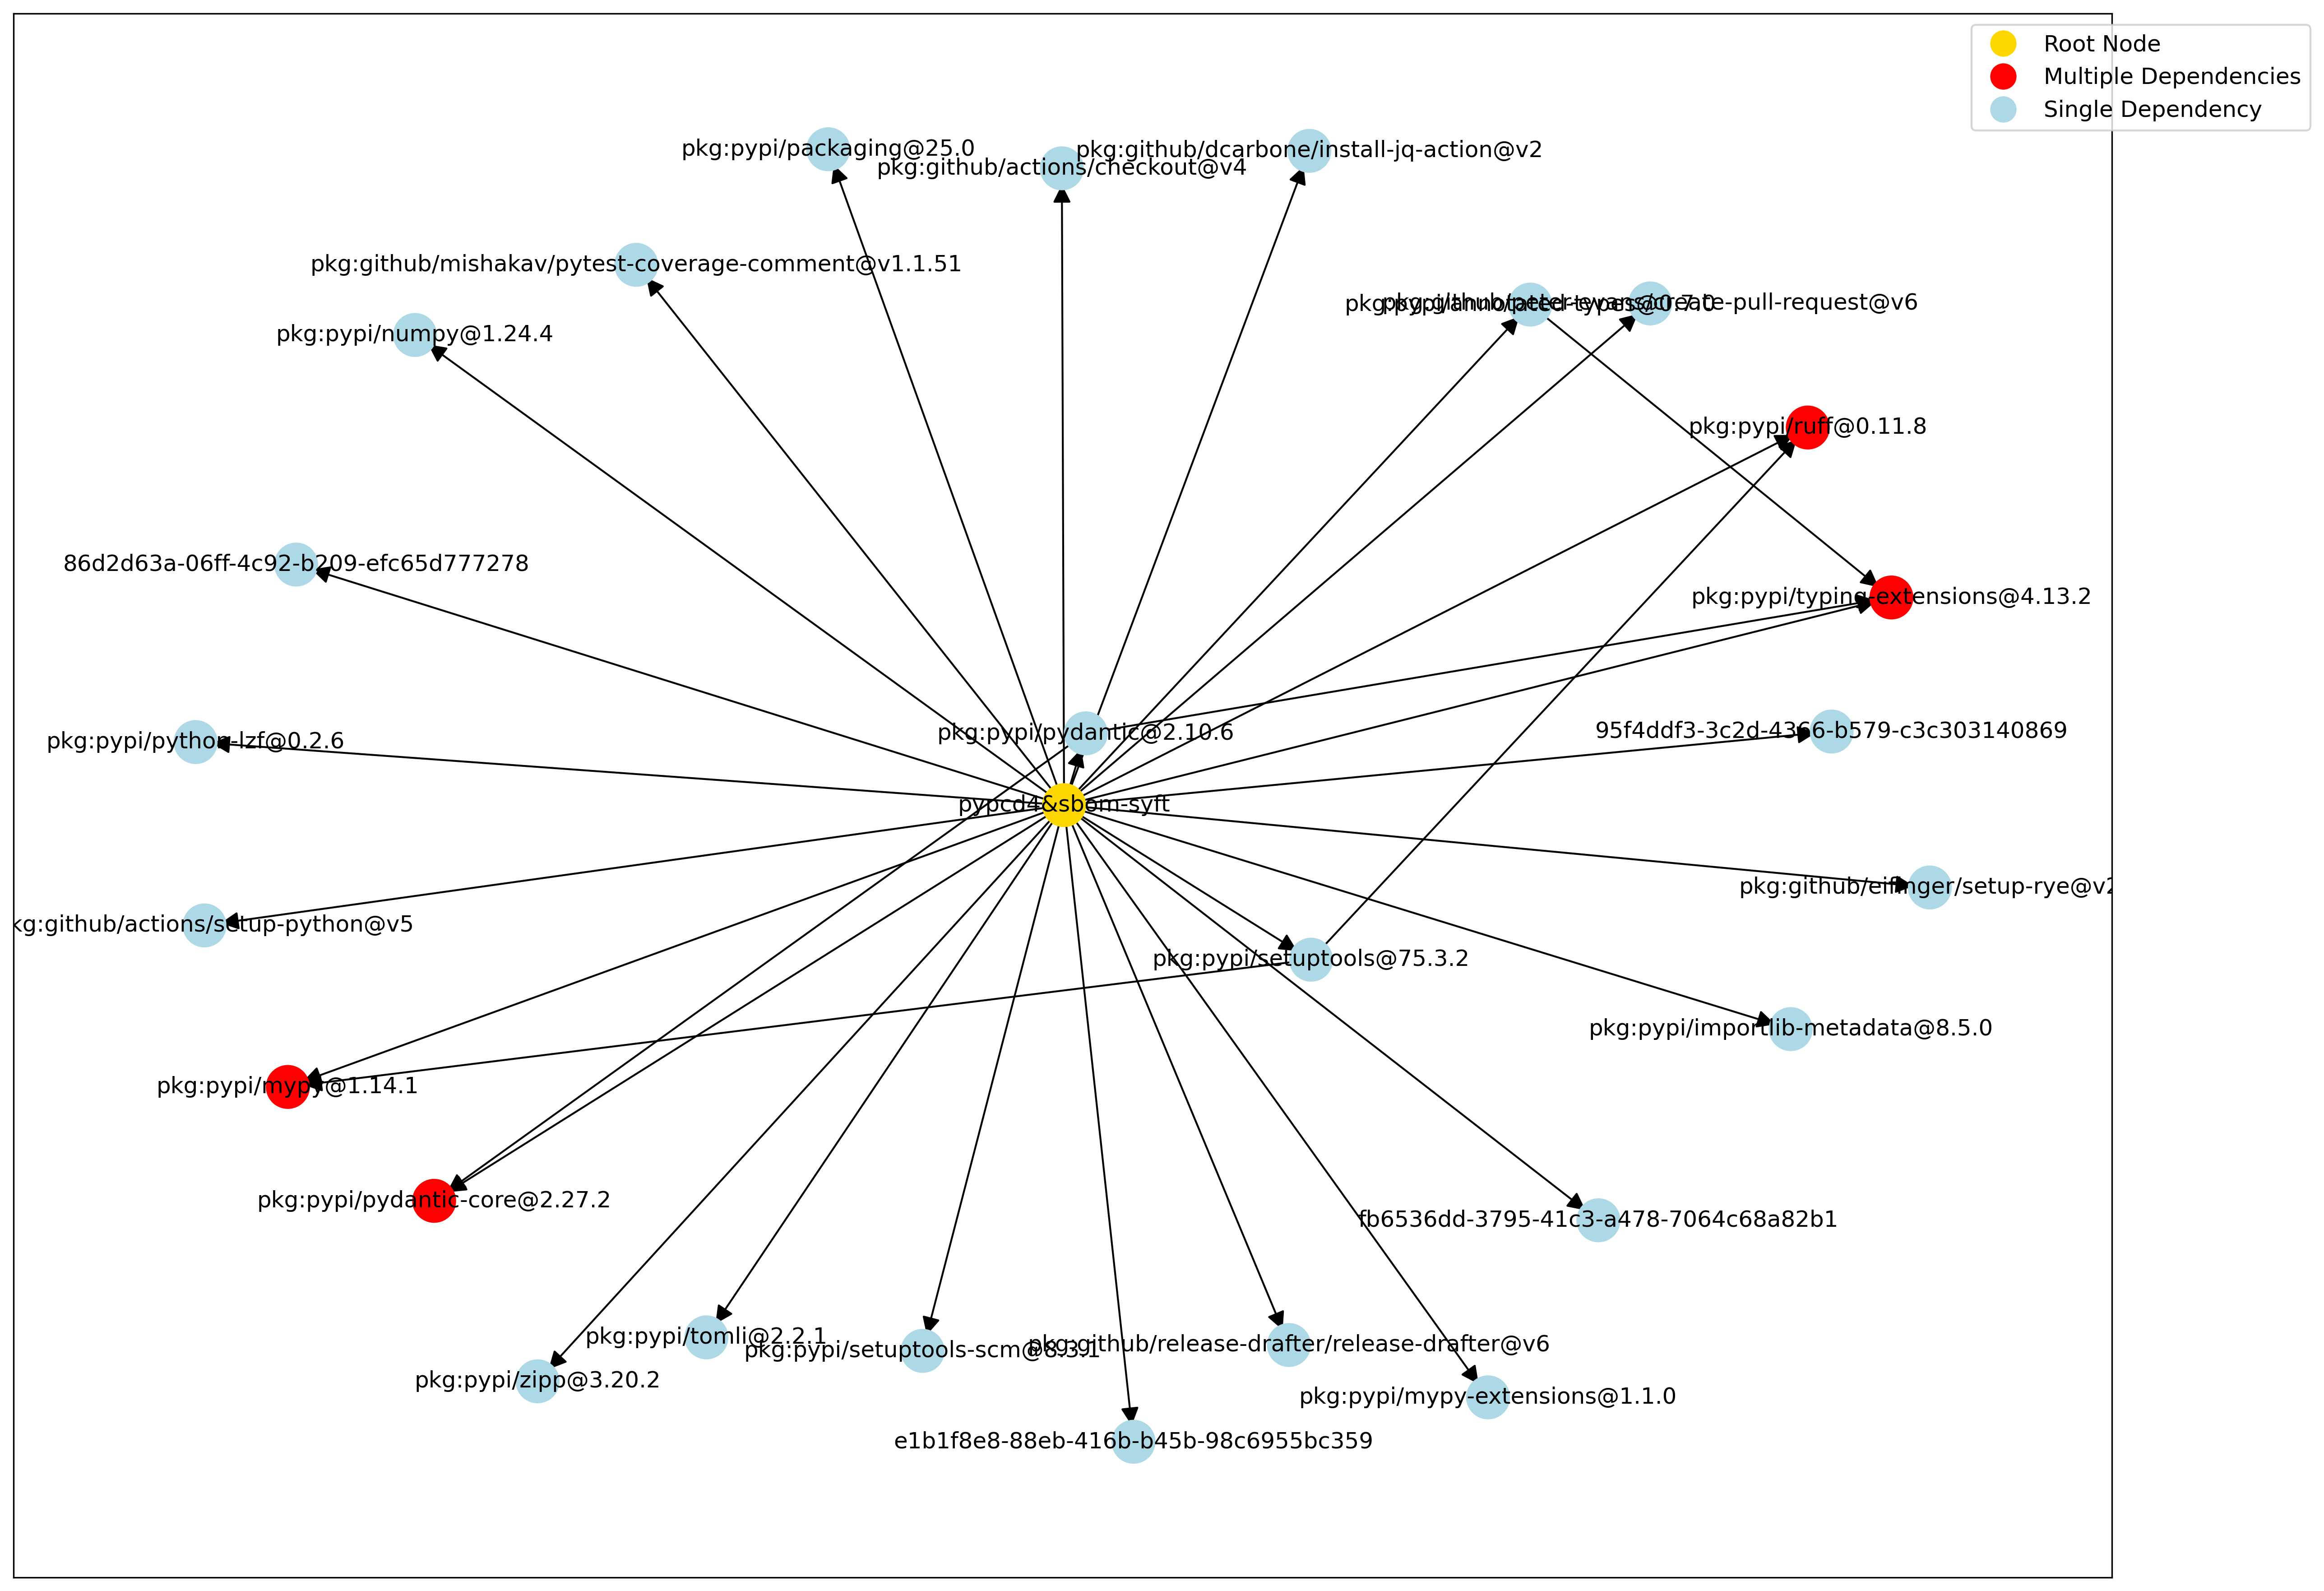 Root Node
Multiple Dependencies
Single Dependency
pkg:pypi/packaging@25.0
pkg:github/dcarbone/install-jq-action@v2
pkg:github/actions/checkout@v4
pkg:github/mishakav/pytest-coverage-comment@v1.1.51
pkg:pypi/annotated-types@0.7.0
pkg:github/peter-evans/create-pull-request@v6
pkg:pypi/numpy@1.24.4
pkg:pypi/ruff@0.11.8
86d2d63a-06ff-4c92-b209-efc65d777278
pkg:pypi/typing-extensions@4.13.2
pkg:pypi/python-lzf@0.2.6
pkg:pypi/pydantic@2.10.6
95f4ddf3-3c2d-4366-b579-c3c303140869
pypcd4&sbom-syft
pkg:github/eifinger/setup-rye@v2
kg:github/actions/setup-python@v5
pkg:pypi/setuptools@75.3.2
pkg:pypi/importlib-metadata@8.5.0
pkg:pypi/mypy@1.14.1
pkg:pypi/pydantic-core@2.27.2
fb6536dd-3795-41c3-a478-7064c68a82b1
pkg:pypi/tomli@2.2.1
pkg:pypi/setuptools-scm@8.3.1
pkg:github/release-drafter/release-drafter@v6
pkg:pypi/zipp@3.20.2
pkg:pypi/mypy-extensions@1.1.0
e1b1f8e8-88eb-416b-b45b-98c6955bc359